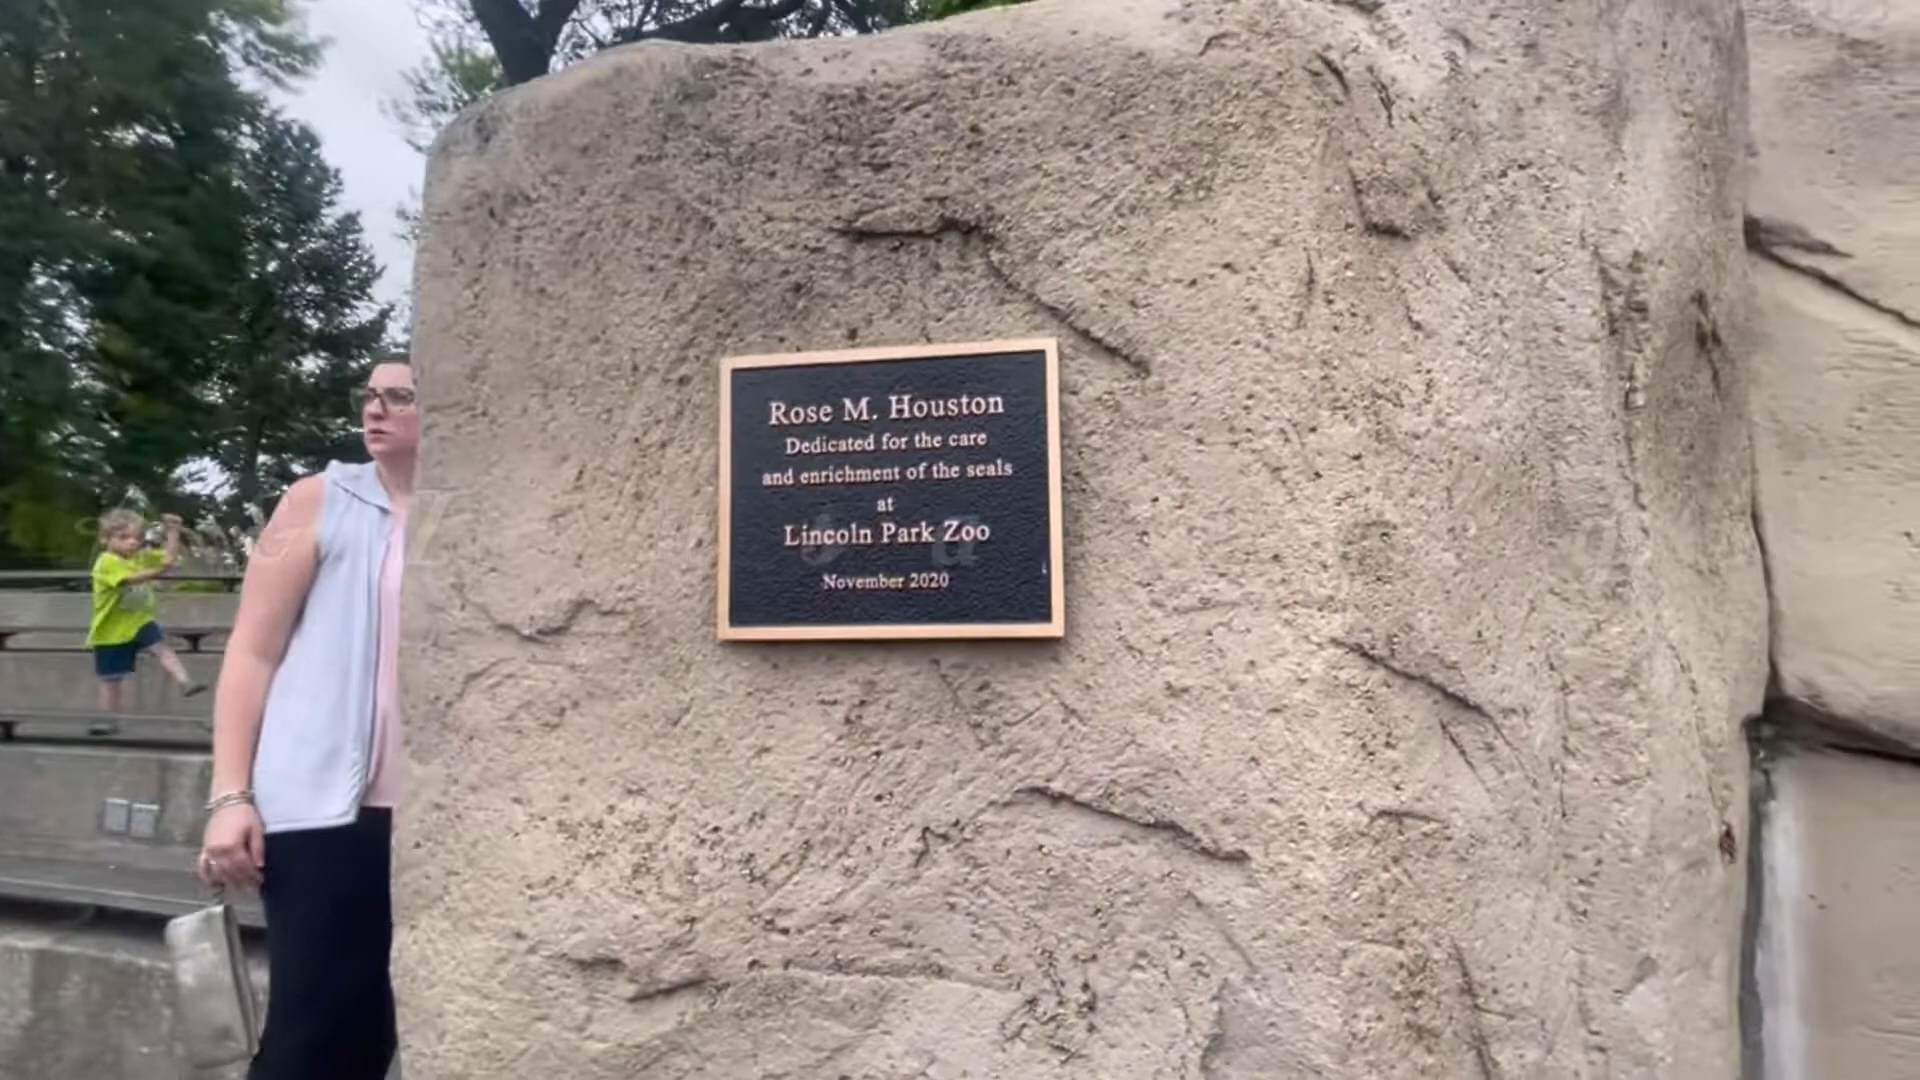 Rose M. Houston
Dedicated for the care
and enrichment of the seals
at
Lincoln Park Zoo
November 2020